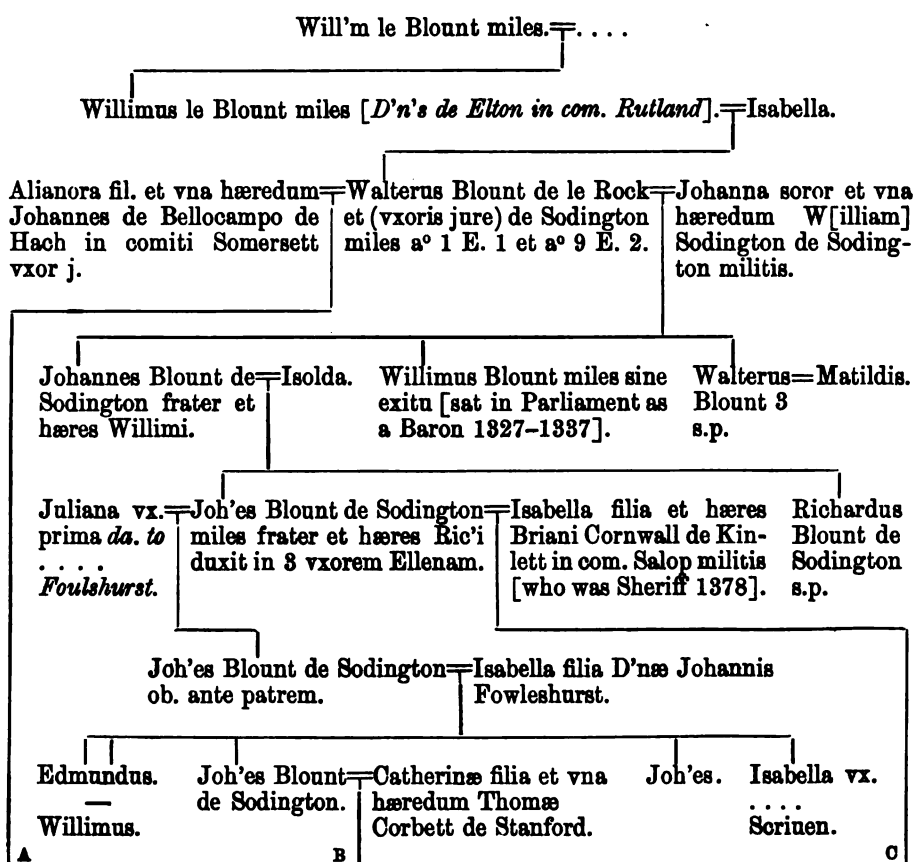 Will'm le Blount miles.=. . . .
Willimus le Blount miles [D'n's de Elton in com. Rutland].=Isabella.
Alianora fil. et vna hæredum=
Johannes de Bellocampo de
Hach in comiti Somersett
vxor j.
Walterus Blount de le Rock=
et (vxoris jure) de Sodington
miles aº 1 E. 1 et aº 9 E. 2.
Johanna soror et vna
hæredum W[illiam]
Sodington de Soding-
ton militis.
Johannes Blount de=Isolda.
Sodington frater et
hæres Willimi.
Willimus Blount miles sine
exitu [sat in Parliament as
a Baron 1327–1337].
Walterus=Matildis.
Blount 3
s.p.
Juliana vx.=
prima da. to
. . . .
Foulshurst.
Joh'es Blount de Sodington=
miles frater et hæres Ric'i
duxit in 3 vxorem Ellenam.
Isabella filia et hæres
Briani Cornwall de Kin-
lett in com. Salop militis
[who was Sheriff 1378].
Richardus
Blount de
Sodington
s.p.
Joh'es Blount de Sodington=
ob. ante patrem.
Isabella filia D'næ Johannis
Fowleshurst.
Edmundus.
—
Willimus.
Joh'es Blount=
de Sodington.
Catherinæ filia et vna
hæredum Thomæ
Corbett de Stanford.
Joh'es.
Isabella vx.
. . . .
Scrinen.
A
B
C